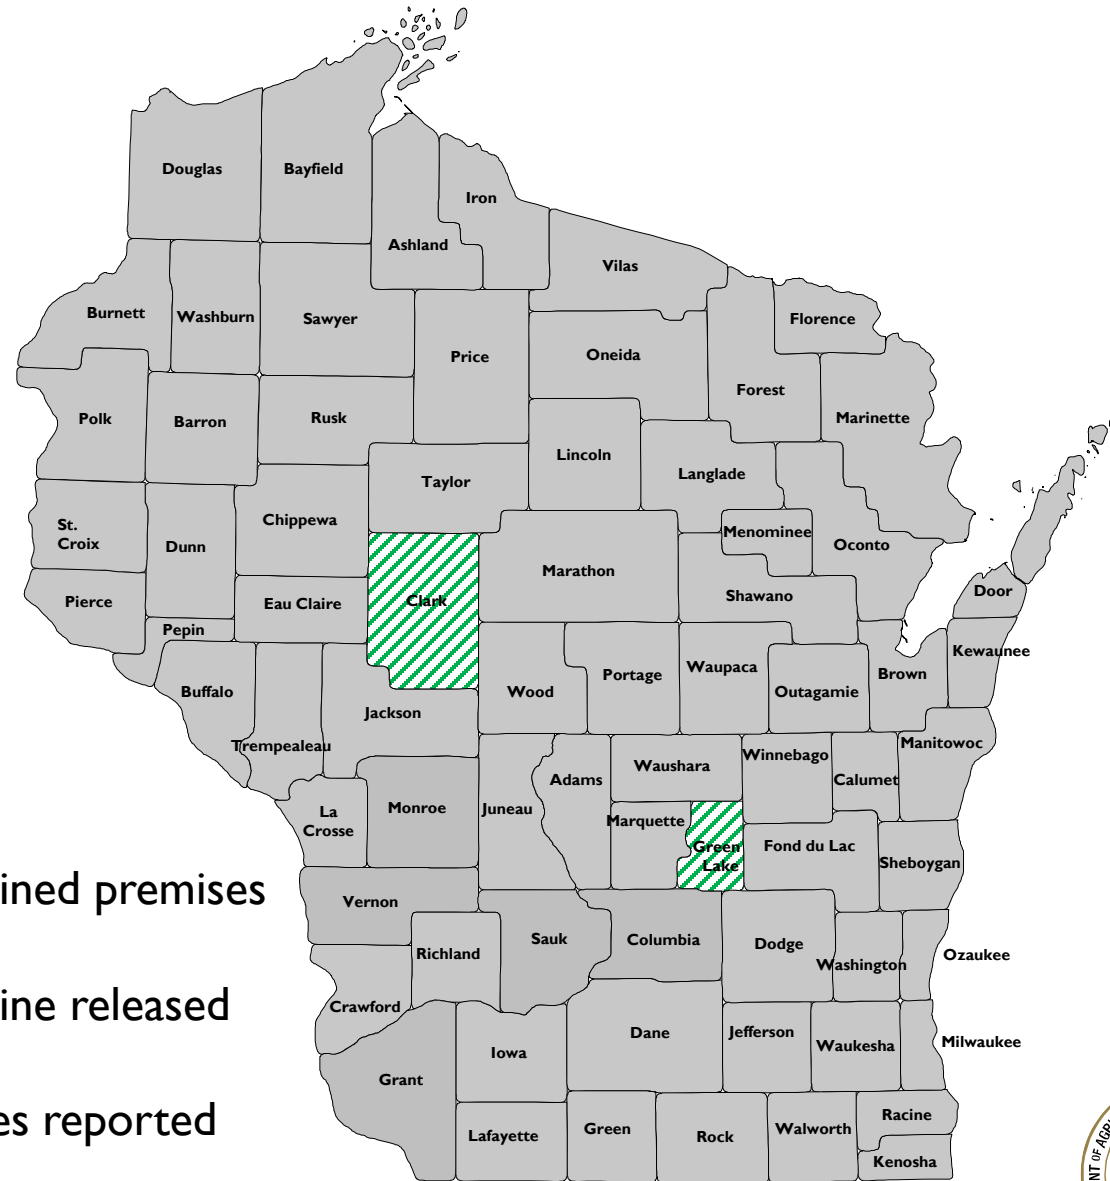 Douglas
Bayfield
Iron
Ashland
Vilas
Burnett
Washburn
Sawyer
Florence
Price
Oneida
Forest
Polk
Barron
Rusk
Marinette
Lincoln
Taylor
Langlade
Chippewa
St.
Croix
Dunn
Menominee
Oconto
Marathon
Clark
Eau Claire
Pierce
Shawano
Door
Pepin
Kewaunee
Buffalo
Wood
Portage
Waupaca
Outagamie
Brown
Jackson
Trempealeau
Manitowoc
Winnebago
Waushara
Adams
Calumet
Monroe
Juneau
La
Crosse
Marquette
Green
Lake
Fond du Lac
Sheboygan
ined premises
Vernon
Richland
Sauk
Columbia
Dodge
Washington
Ozaukee
ine released
Crawford
Dane
Jefferson
Waukesha
Milwaukee
Iowa
Grant
es reported
Lafayette
Green
Rock
Walworth
Racine
Kenosha
NT OF AGR